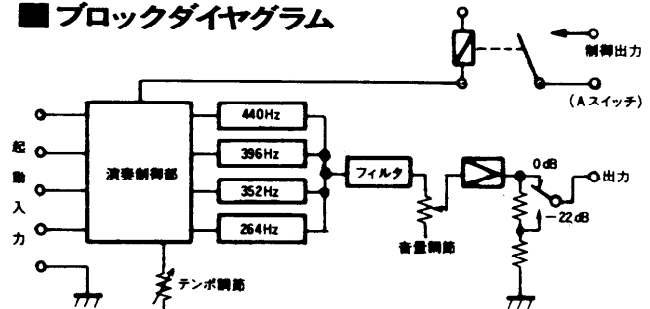 ■ブロックダイヤグラム
制御出力
(Aスイッチ)
440Hz
396Hz
352Hz
264Hz
起動入力
演奏制御部
フィルタ
0dB
出力
-22dB
音量調節
テンポ調節